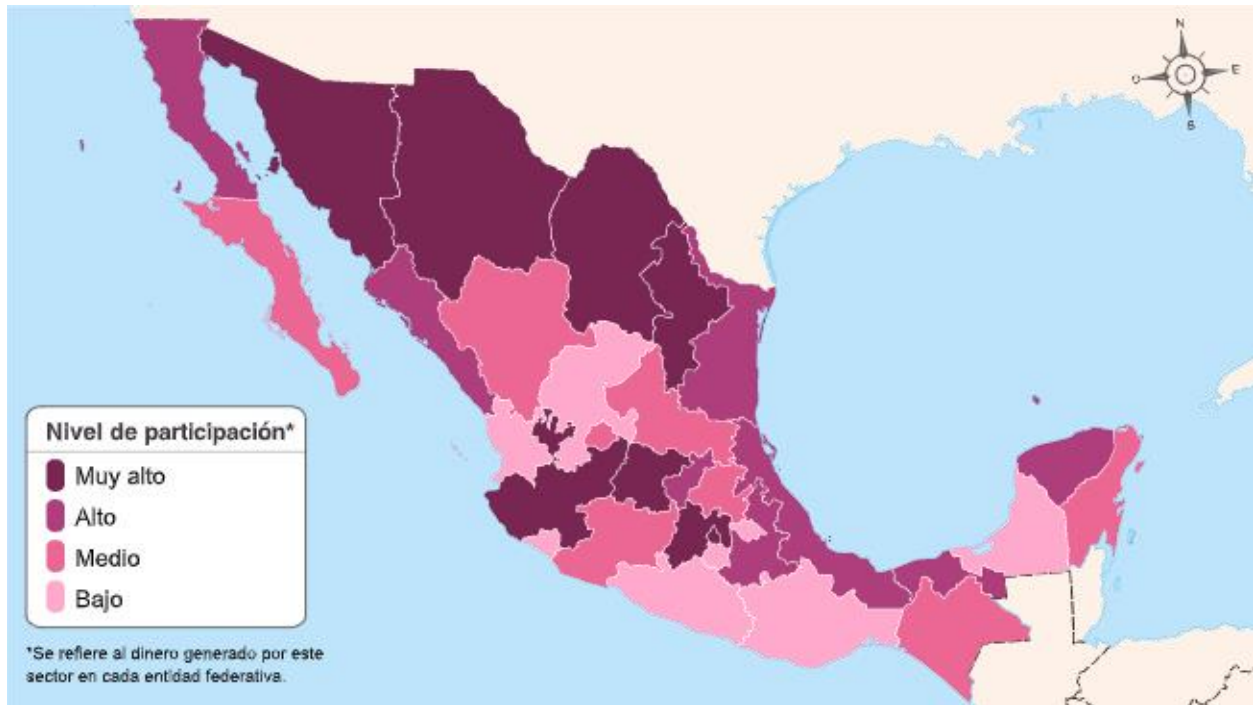 N
O
E
S
Nivel de participación*
Muy alto
Alto
Medio
Bajo
*Se refiere al dinero generado por este
sector en cada entidad federativa.